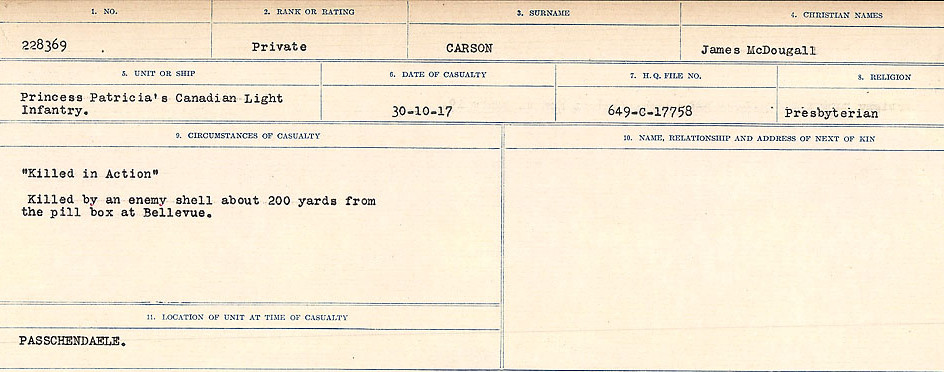 1. NO. 2. RANK OR RATING 3. SURNAME 4. CHRISTIAN NAMES
228369 . Private CARSON James McDougall
5. UNIT OR SHIP 6. DATE OF CASUALTY 7. H.Q. FILE NO. 8. RELIGION
Princess Patricia's Canadian Light
Infantry. 30-10-17 649-C-17758 Presbyterian
9. CIRCUMSTANCES OF CASUALTY 10. NAME, RELATIONSHIP AND ADDRESS OF NEXT OF KIN
"Killed in Action"
Killed by an enemy shell about 200 yards from
the pill box at Bellevue.
11. LOCATION OF UNIT AT TIME OF CASUALTY
PASSCHENDAELE.